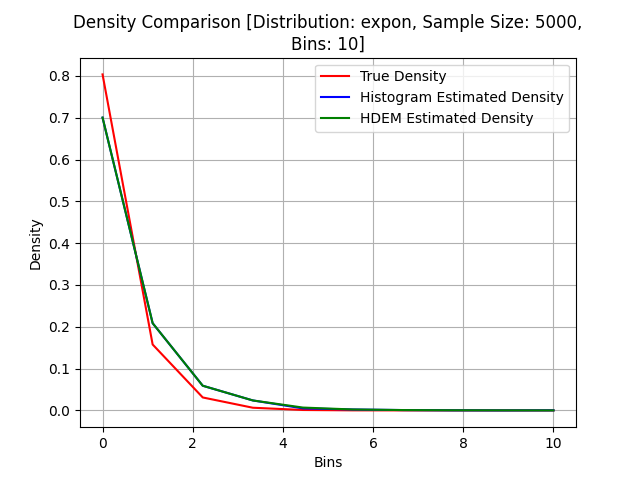 Density Comparison [Distribution: expon, Sample Size: 5000,
Bins: 10]
True Density
Histogram Estimated Density
HDEM Estimated Density
Density
0.8
0.7
0.6
0.5
0.4
0.3
0.2
0.1
0.0
0 2 4 6 8 10
Bins